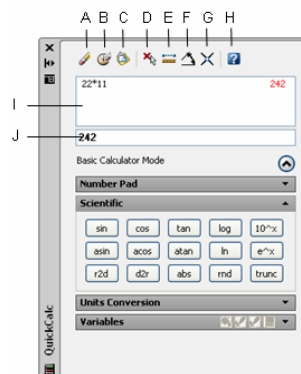 A B C D E F G H
22*11 242
I
J 242
Basic Calculator Mode
Number Pad
Scientific
sin cos tan log 10^x
asin acos atan ln e^x
r2d d2r abs rnd trunc
Units Conversion
Variables
QuickCalc